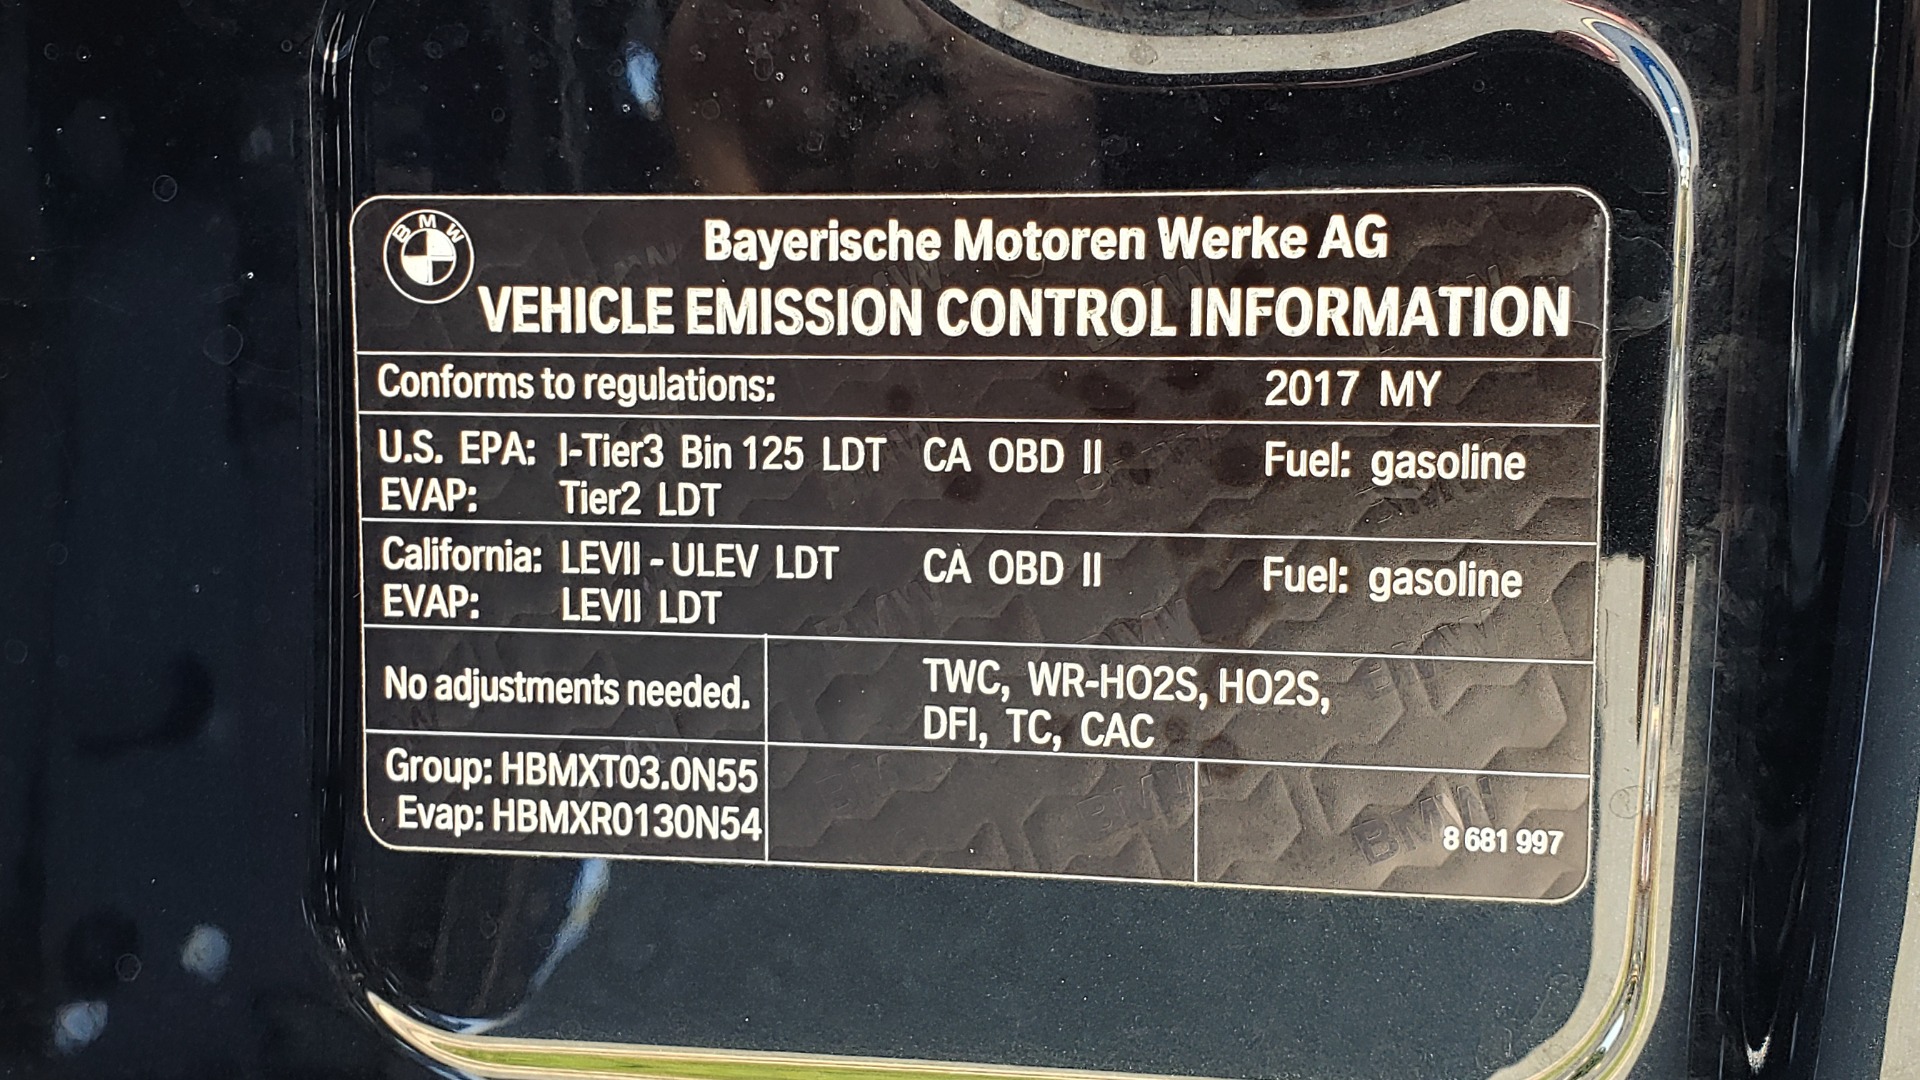 BMW
Bayerische Motoren Werke AG
VEHICLE EMISSION CONTROL INFORMATION
Conforms to regulations: 2017 MY
U.S. EPA: I-Tier3 Bin 125 LDT CA OBD II Fuel: gasoline
EVAP: Tier2 LDT
California: LEVII - ULEV LDT CA OBD II Fuel: gasoline
EVAP: LEVII LDT
No adjustments needed.
TWC, WR-HO2S, HO2S,
DFI, TC, CAC
Group: HBMXT03.0N55
Evap: HBMXR0130N54
8 681 997